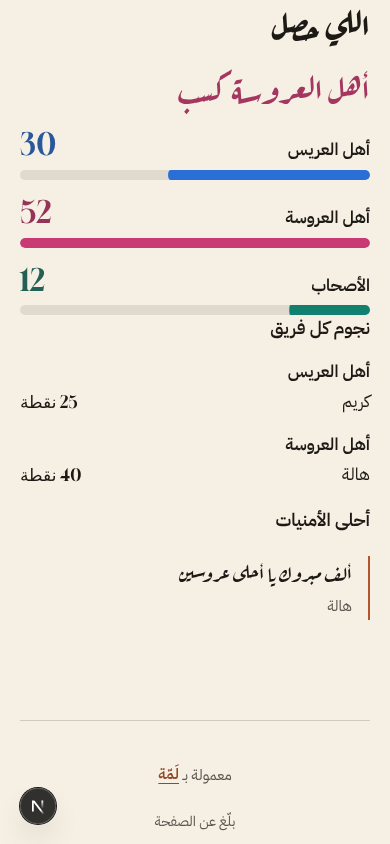 اللي حصل
أهل العروسة كسب
أهل العريس 30
أهل العروسة 52
الأصحاب 12
نجوم كل فريق
أهل العريس
كريم 25 نقطة
أهل العروسة
هالة 40 نقطة
أحلى الأمنيات
ألف مبروك يا أحلى عروسين
هالة
معمولة بـ لَمّة
بلّغ عن الصفحة
N